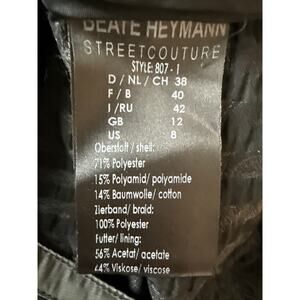 BEATE HEYMANN
STREETCOUTURE
STYLE: 807 - 1
D / NL / CH 38
F / B 40
I / RU 42
GB 12
US 8
Oberstoff / shell:
71% Polyester
15% Polyamid/ polyamide
14% Baumwolle/ cotton
Zierband/ braid:
100% Polyester
Futter/ lining:
56% Acetat/ acetate
44% Viskose/ viscose